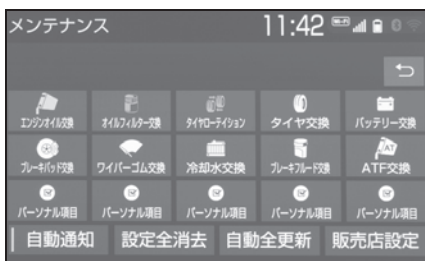 メンテナンス 11:42
エンジンオイル交換 オイルフィルター交換 タイヤローテイション タイヤ交換 バッテリー交換
ブレーキパッド交換 ワイパーゴム交換 冷却水交換 ブレーキフルード交換 ATF交換
パーソナル項目 パーソナル項目 パーソナル項目 パーソナル項目 パーソナル項目
自動通知 設定全消去 自動全更新 販売店設定